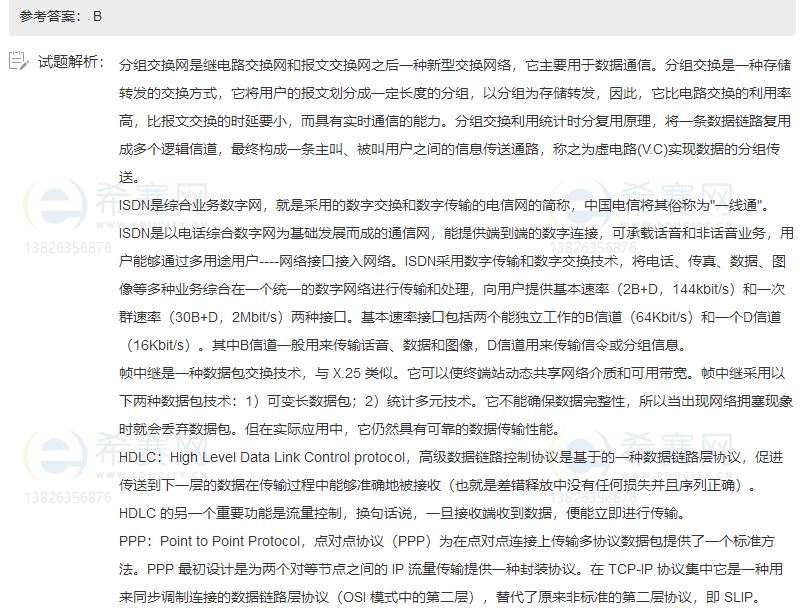 参考答案： B
试题解析：
分组交换网是继电路交换网和报文交换网之后一种新型交换网络，它主要用于数据通信。分组交换是一种存储
转发的交换方式，它将用户的报文划分成一定长度的分组，以分组为存储转发，因此，它比电路交换的利用率
高，比报文交换的时延要小，而具有实时通信的能力。分组交换利用统计时分复用原理，将一条数据链路复用
成多个逻辑信道，最终构成一条主叫、被叫用户之间的信息传送通路，称之为虚电路(V.C)实现数据的分组传
送。
ISDN是综合业务数字网，就是采用的数字交换和数字传输的电信网的简称，中国电信将其俗称为"一线通"。
ISDN是以电话综合数字网为基础发展而成的通信网，能提供端到端的数字连接，可承载话音和非话音业务，用
户能够通过多用途用户----网络接口接入网络。ISDN采用数字传输和数字交换技术，将电话、传真、数据、图
像等多种业务综合在一个统一的数字网络进行传输和处理，向用户提供基本速率（2B+D，144kbit/s）和一次
群速率（30B+D，2Mbit/s）两种接口。基本速率接口包括两个能独立工作的B信道（64Kbit/s）和一个D信道
（16Kbit/s）。其中B信道一般用来传输话音、数据和图像，D信道用来传输信令或分组信息。
帧中继是一种数据包交换技术，与 X.25 类似。它可以使终端站动态共享网络介质和可用带宽。帧中继采用以
下两种数据包技术：1）可变长数据包；2）统计多元技术。它不能确保数据完整性，所以当出现网络拥塞现象
时就会丢弃数据包。但在实际应用中，它仍然具有可靠的数据传输性能。
HDLC：High Level Data Link Control protocol，高级数据链路控制协议是基于的一种数据链路层协议，促进
传送到下一层的数据在传输过程中能够准确地被接收（也就是差错释放中没有任何损失并且序列正确）。
HDLC 的另一个重要功能是流量控制，换句话说，一旦接收端收到数据，便能立即进行传输。
PPP：Point to Point Protocol，点对点协议（PPP）为在点对点连接上传输多协议数据包提供了一个标准方
法。PPP 最初设计是为两个对等节点之间的 IP 流量传输提供一种封装协议。在 TCP-IP 协议集中它是一种用
来同步调制连接的数据链路层协议（OSI 模式中的第二层），替代了原来非标准的第二层协议，即 SLIP。
希赛网
WWW.EDUCITY.CN
13826356876
希赛网
WWW.EDUCITY.CN
13826356876
希赛网
WWW.EDUCITY.CN
13826356876
希赛网
WWW.EDUCITY.CN
13826356876